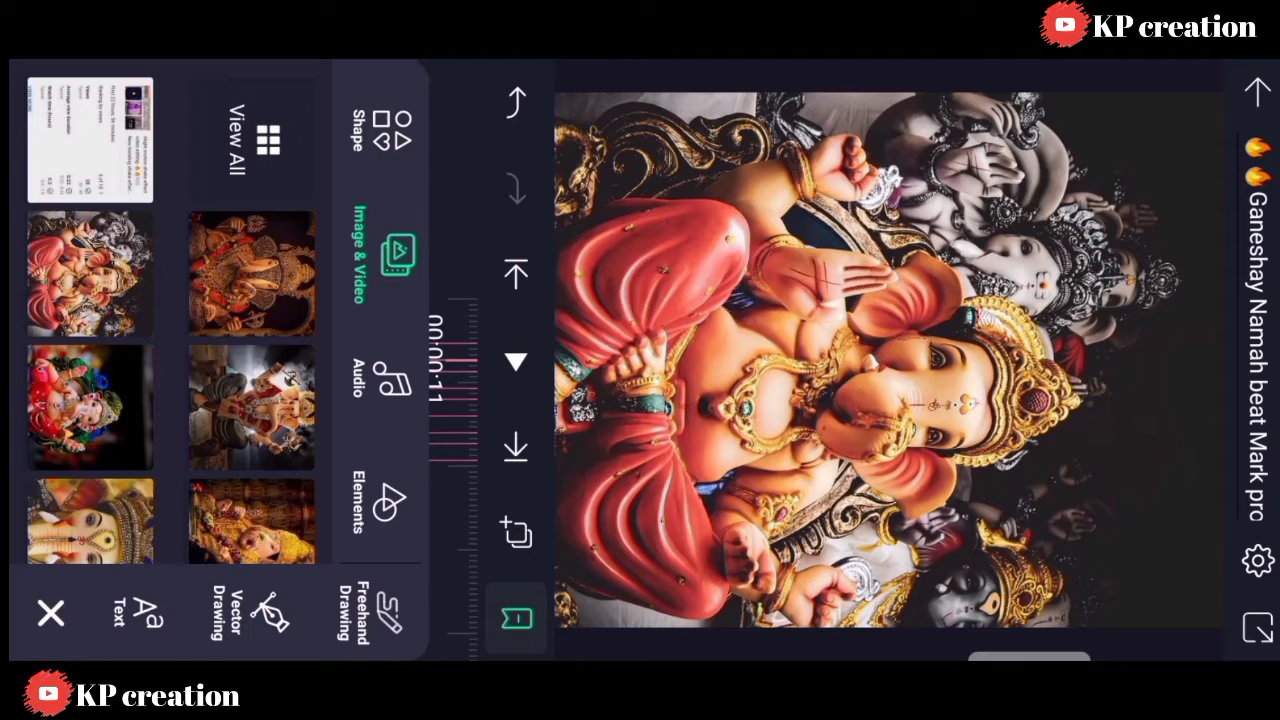 KP creation
🔥🔥 Ganeshay Namah beat Mark pro
00:00:11
Shape
Image & Video
Audio
Elements
View All
Freehand
Drawing
Vector
Drawing
Aa
Text
KP creation